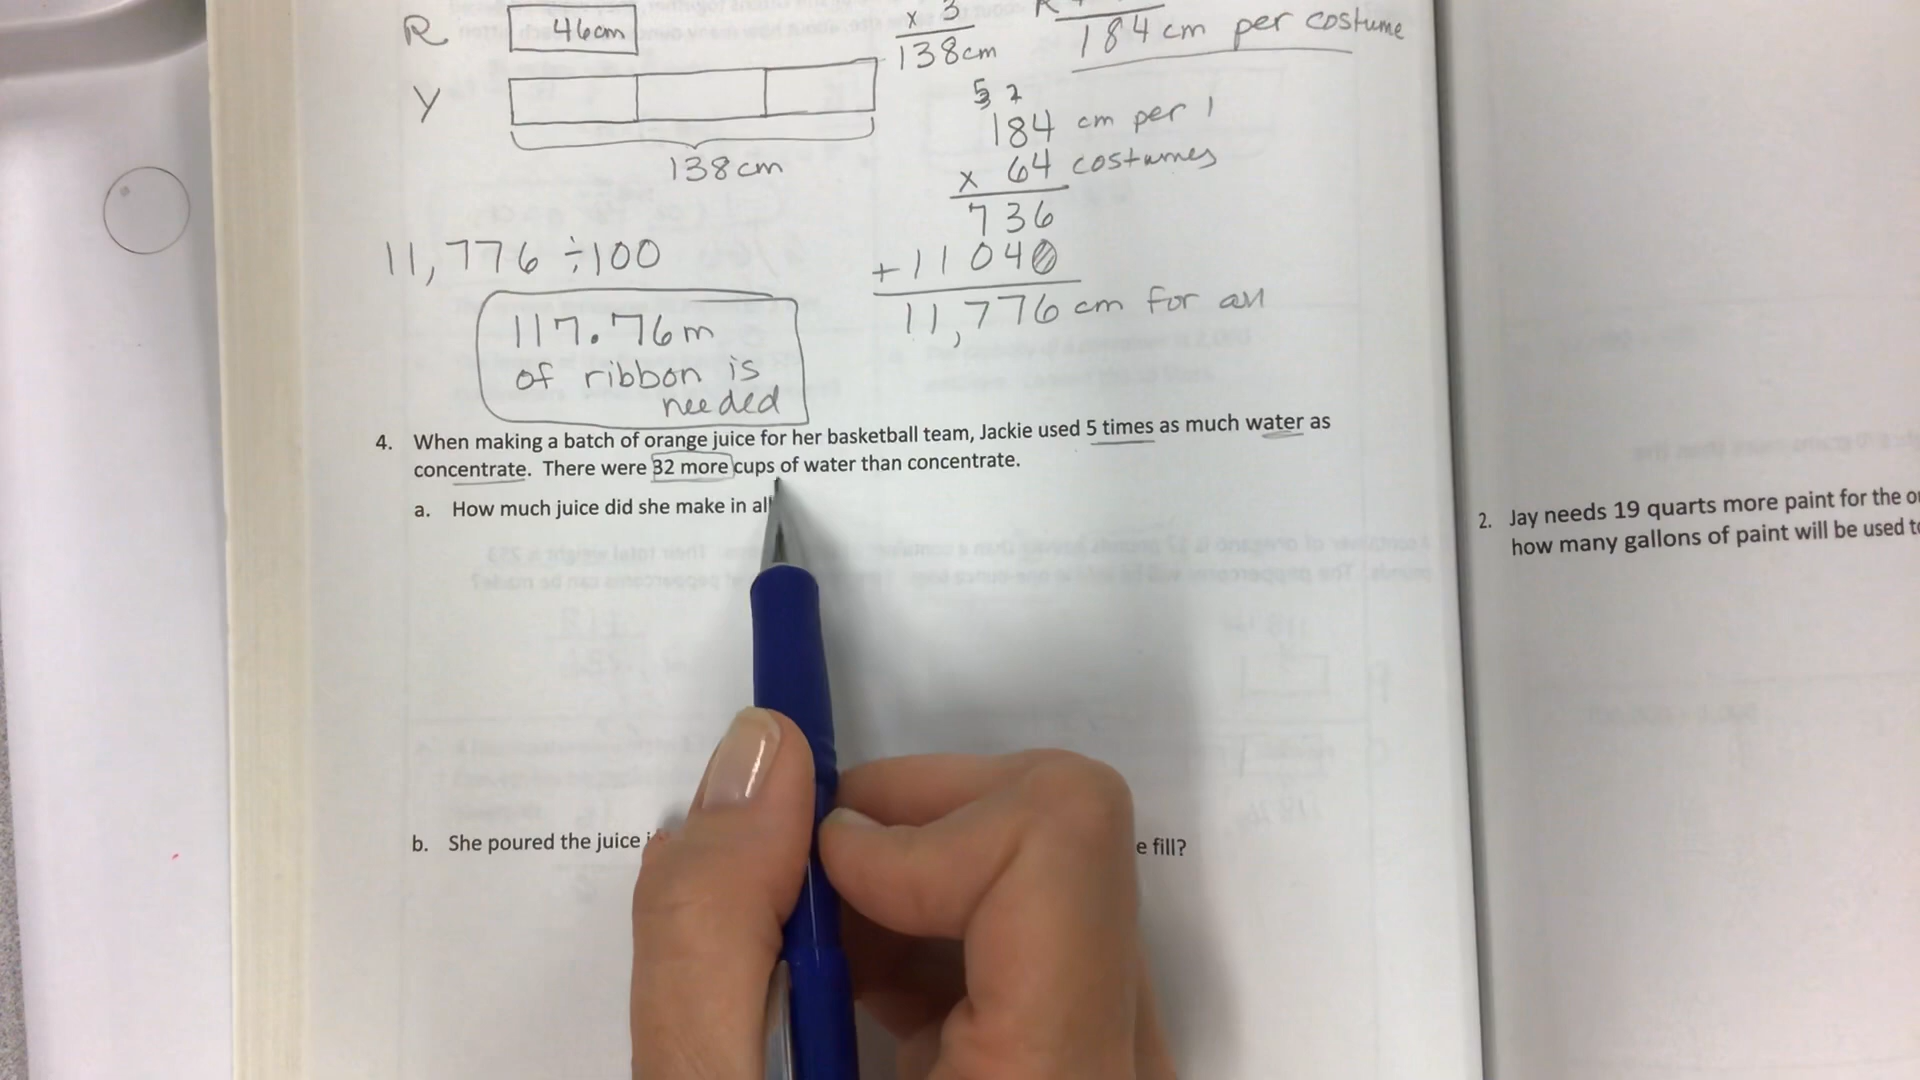 R 46cm
x 3
138cm
184 cm per costume
Y
138cm
5 2
184 cm per 1
x 64 costumes
736
+11040
11,776 cm for all
11,776 ÷100
117.76m
of ribbon is
needed
4. When making a batch of orange juice for her basketball team, Jackie used 5 times as much water as
concentrate. There were 32 more cups of water than concentrate.
a. How much juice did she make in all
b. She poured the juice
e fill?
2. Jay needs 19 quarts more paint for the
how many gallons of paint will be used